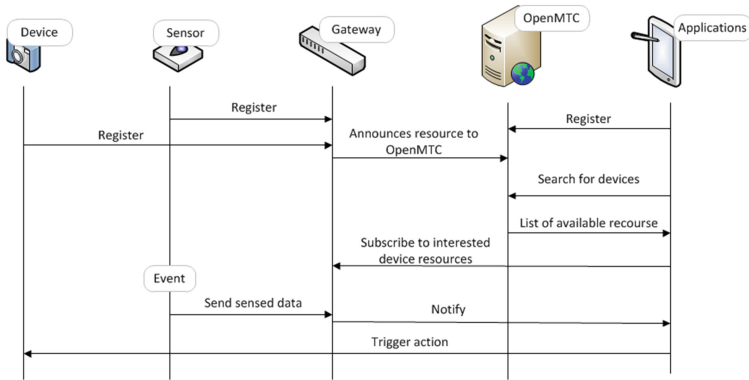 Device
Sensor
Gateway
OpenMTC
Applications
Register
Register
Register
Announces resource to
OpenMTC
Search for devices
List of available recourse
Subscribe to interested
device resources
Event
Send sensed data
Notify
Trigger action